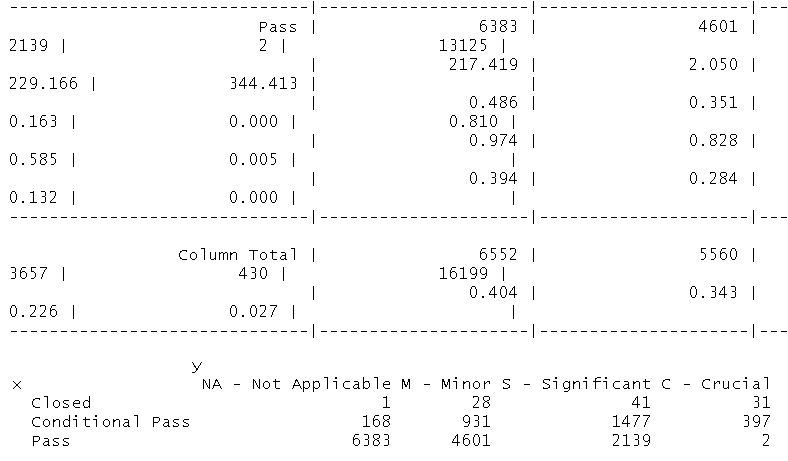 ---------------------------|-------------------|-------------------|---
Pass | 6383 | 4601 |
2139 | 2 | 13125 |
| 217.419 | 2.050 |
229.166 | 344.413 | |
| 0.486 | 0.351 |
0.163 | 0.000 | 0.810 |
| 0.974 | 0.828 |
0.585 | 0.005 | |
| 0.394 | 0.284 |
0.132 | 0.000 | |
---------------------------|-------------------|-------------------|---
Column Total | 6552 | 5560 |
3657 | 430 | 16199 |
| 0.404 | 0.343 |
0.226 | 0.027 | |
---------------------------|-------------------|-------------------|---
y
x NA - Not Applicable M - Minor S - Significant C - Crucial
Closed 1 28 41 31
Conditional Pass 168 931 1477 397
Pass 6383 4601 2139 2